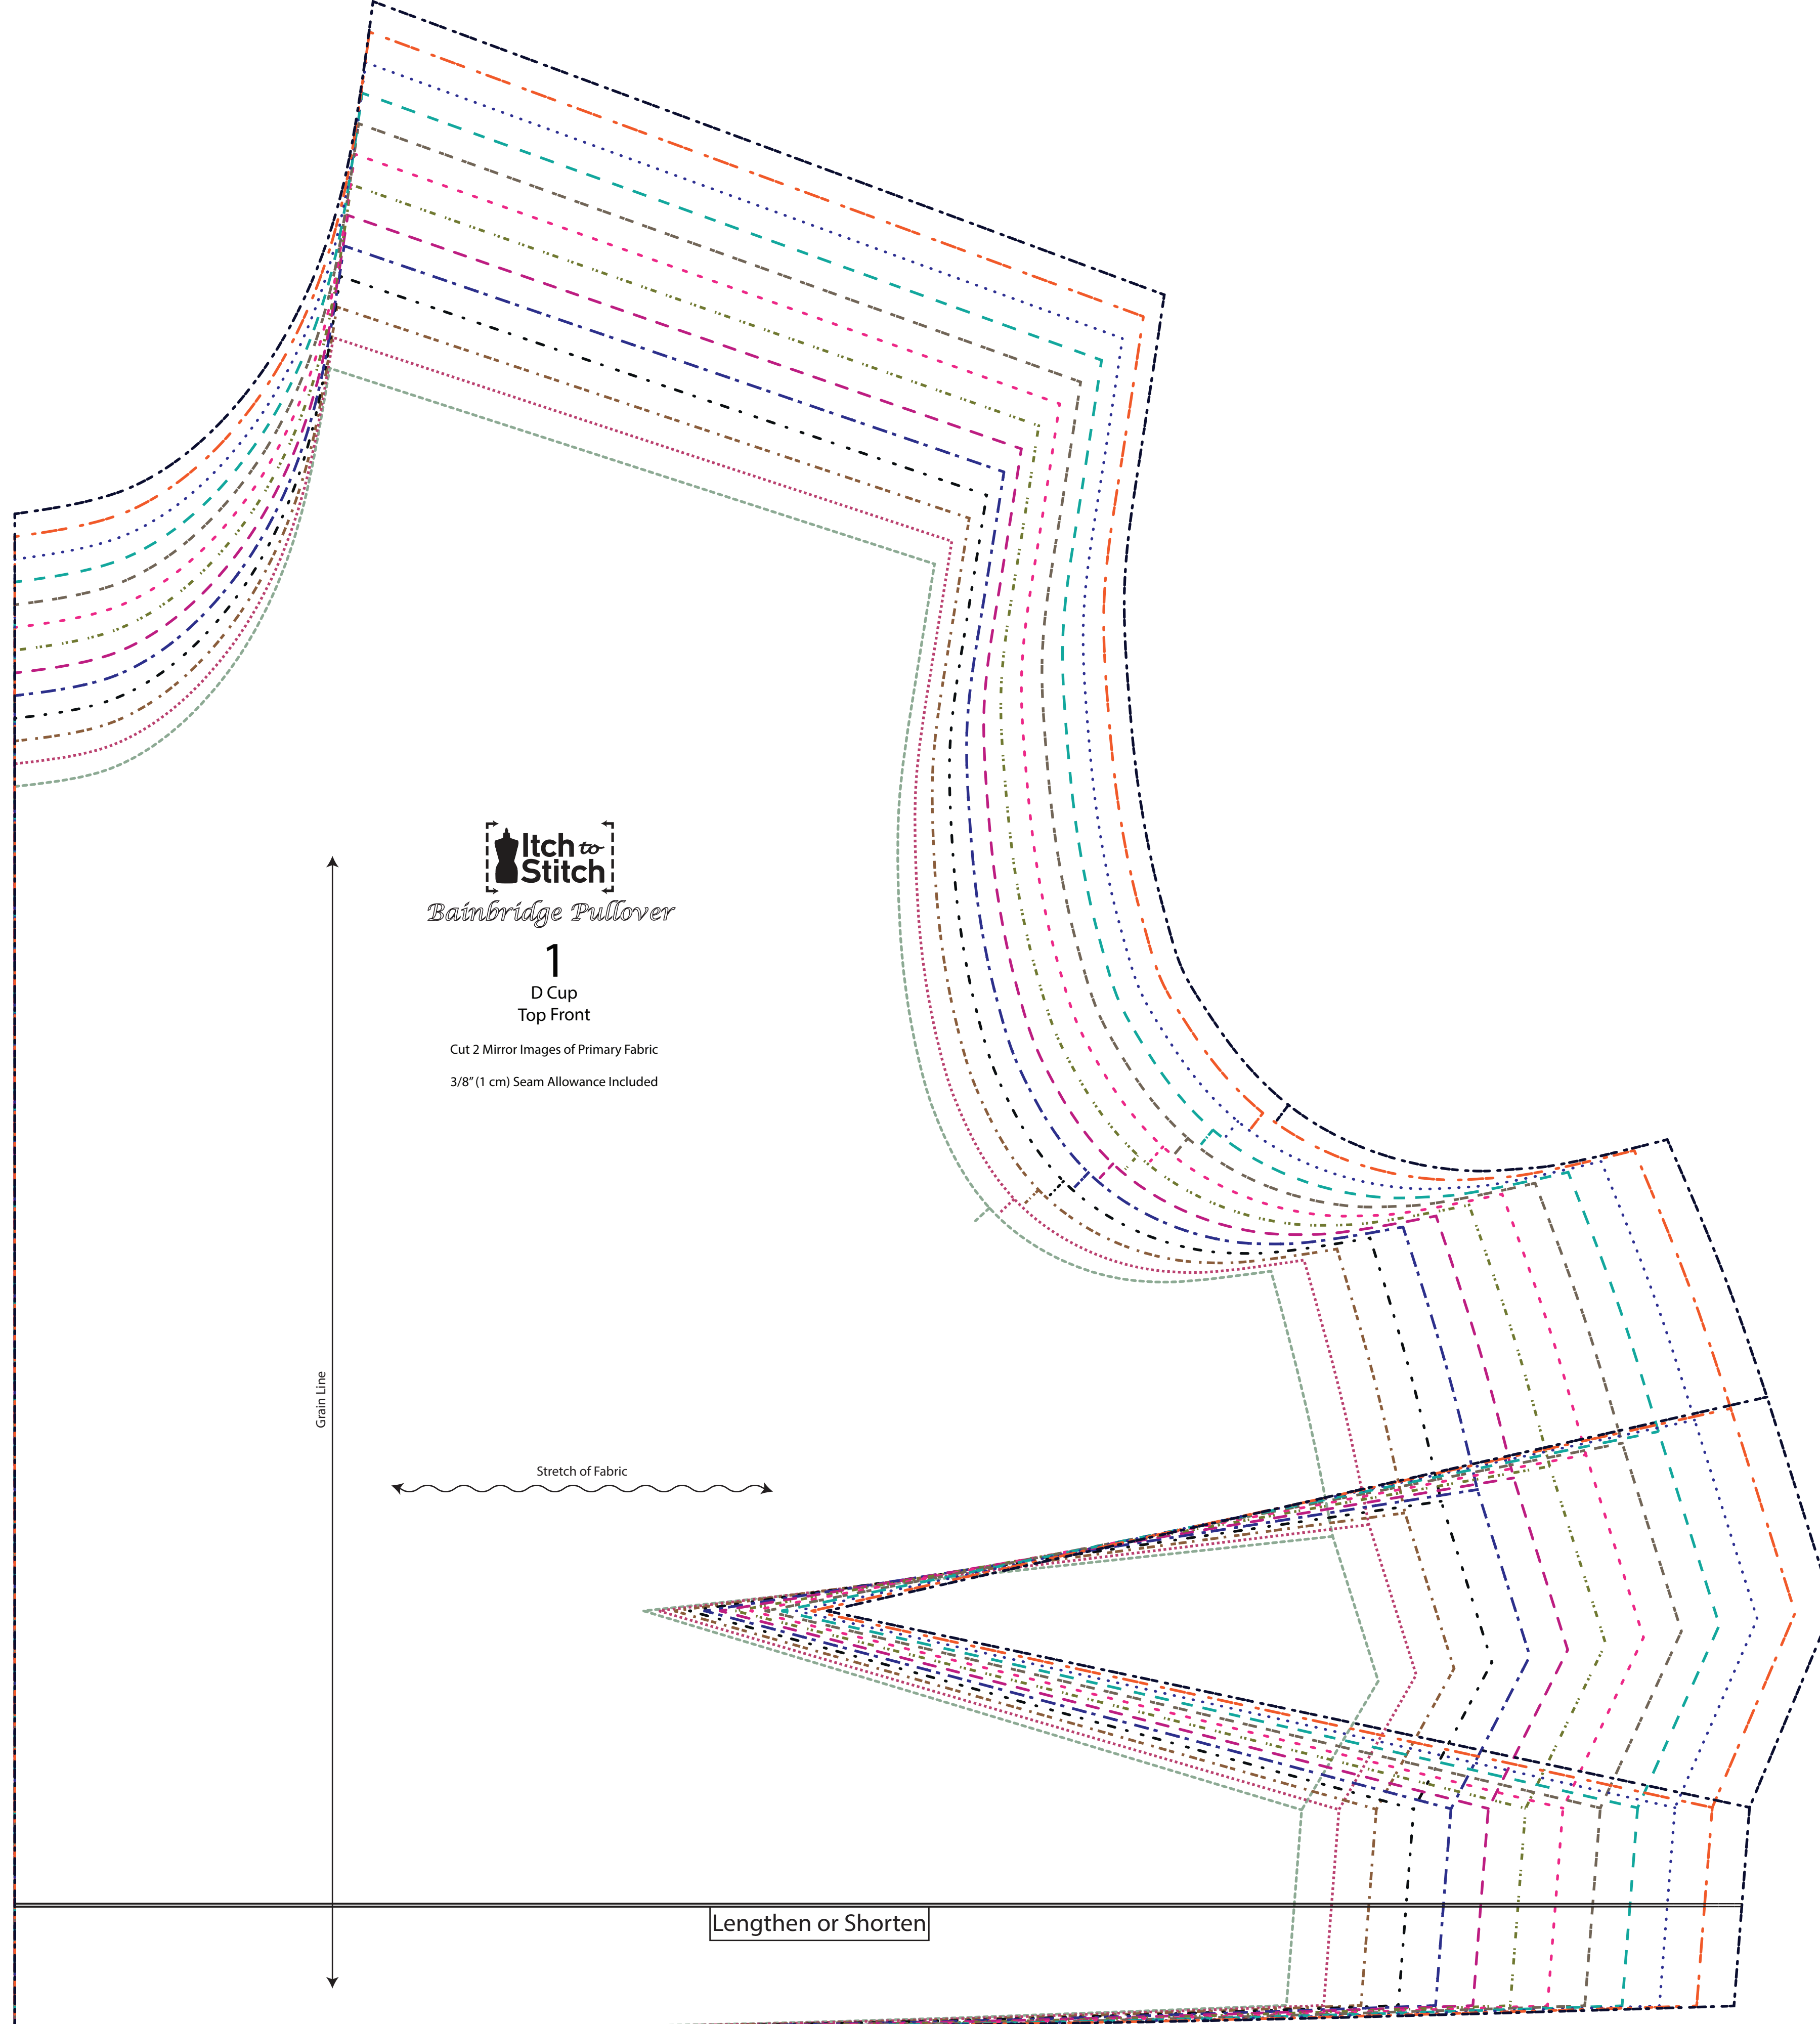 Itch to
Stitch
Bainbridge Pullover
1
D Cup
Top Front
Cut 2 Mirror Images of Primary Fabric
3/8" (1 cm) Seam Allowance Included
Grain Line
Stretch of Fabric
Lengthen or Shorten